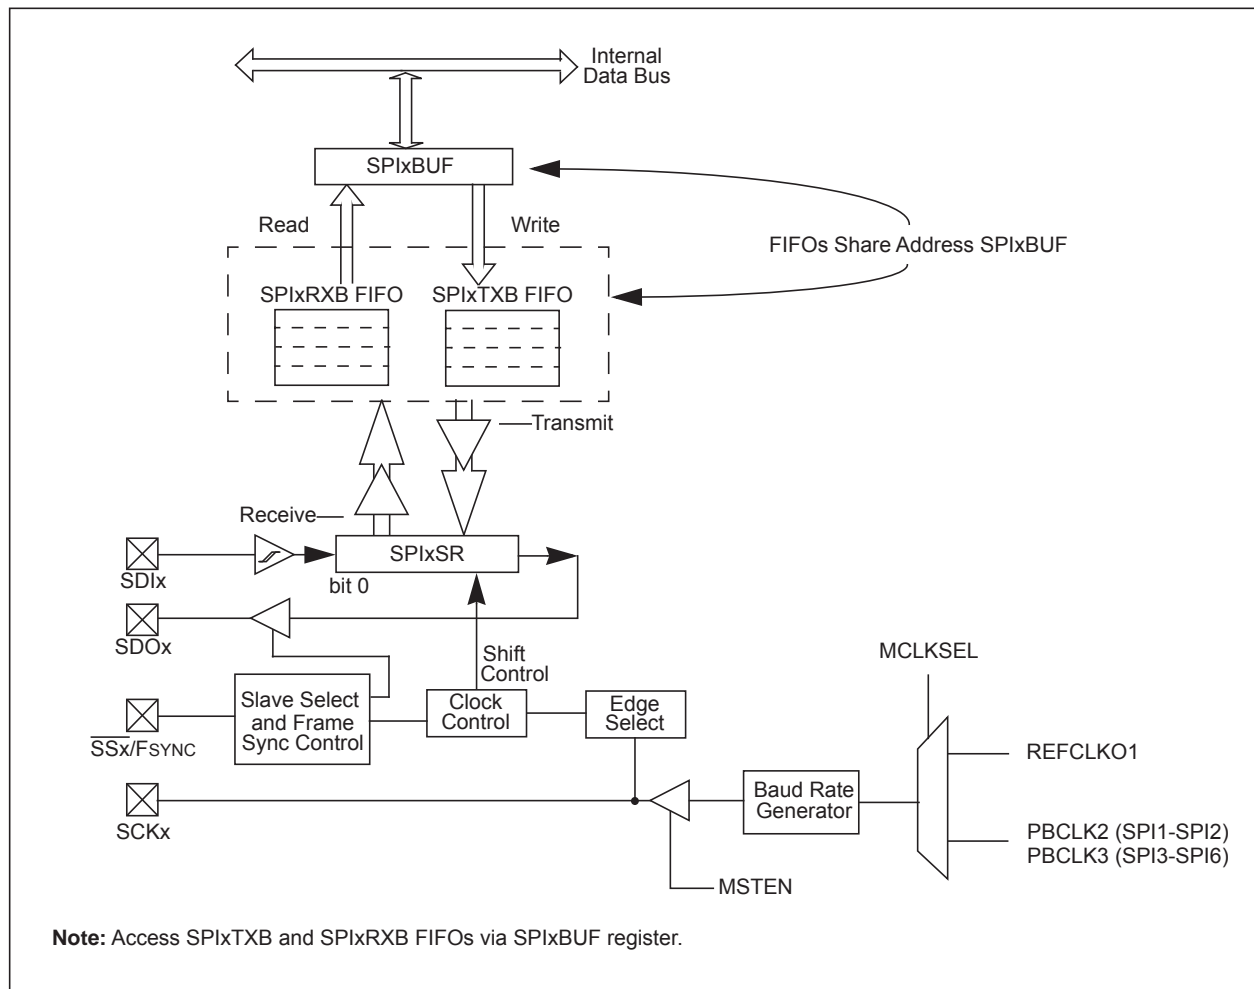 Internal
Data Bus
SPIxBUF
Read
Write
FIFOs Share Address SPIxBUF
SPIxRXB FIFO
SPIxTXB FIFO
Transmit
Receive
SPIxSR
SDIx
bit 0
SDOx
Shift
Control
MCLKSEL
Slave Select
and Frame
Sync Control
Clock
Control
Edge
Select
SSx/FSYNC
REFCLKO1
Baud Rate
Generator
SCKx
PBCLK2 (SPI1-SPI2)
PBCLK3 (SPI3-SPI6)
MSTEN
Note: Access SPIxTXB and SPIxRXB FIFOs via SPIxBUF register.